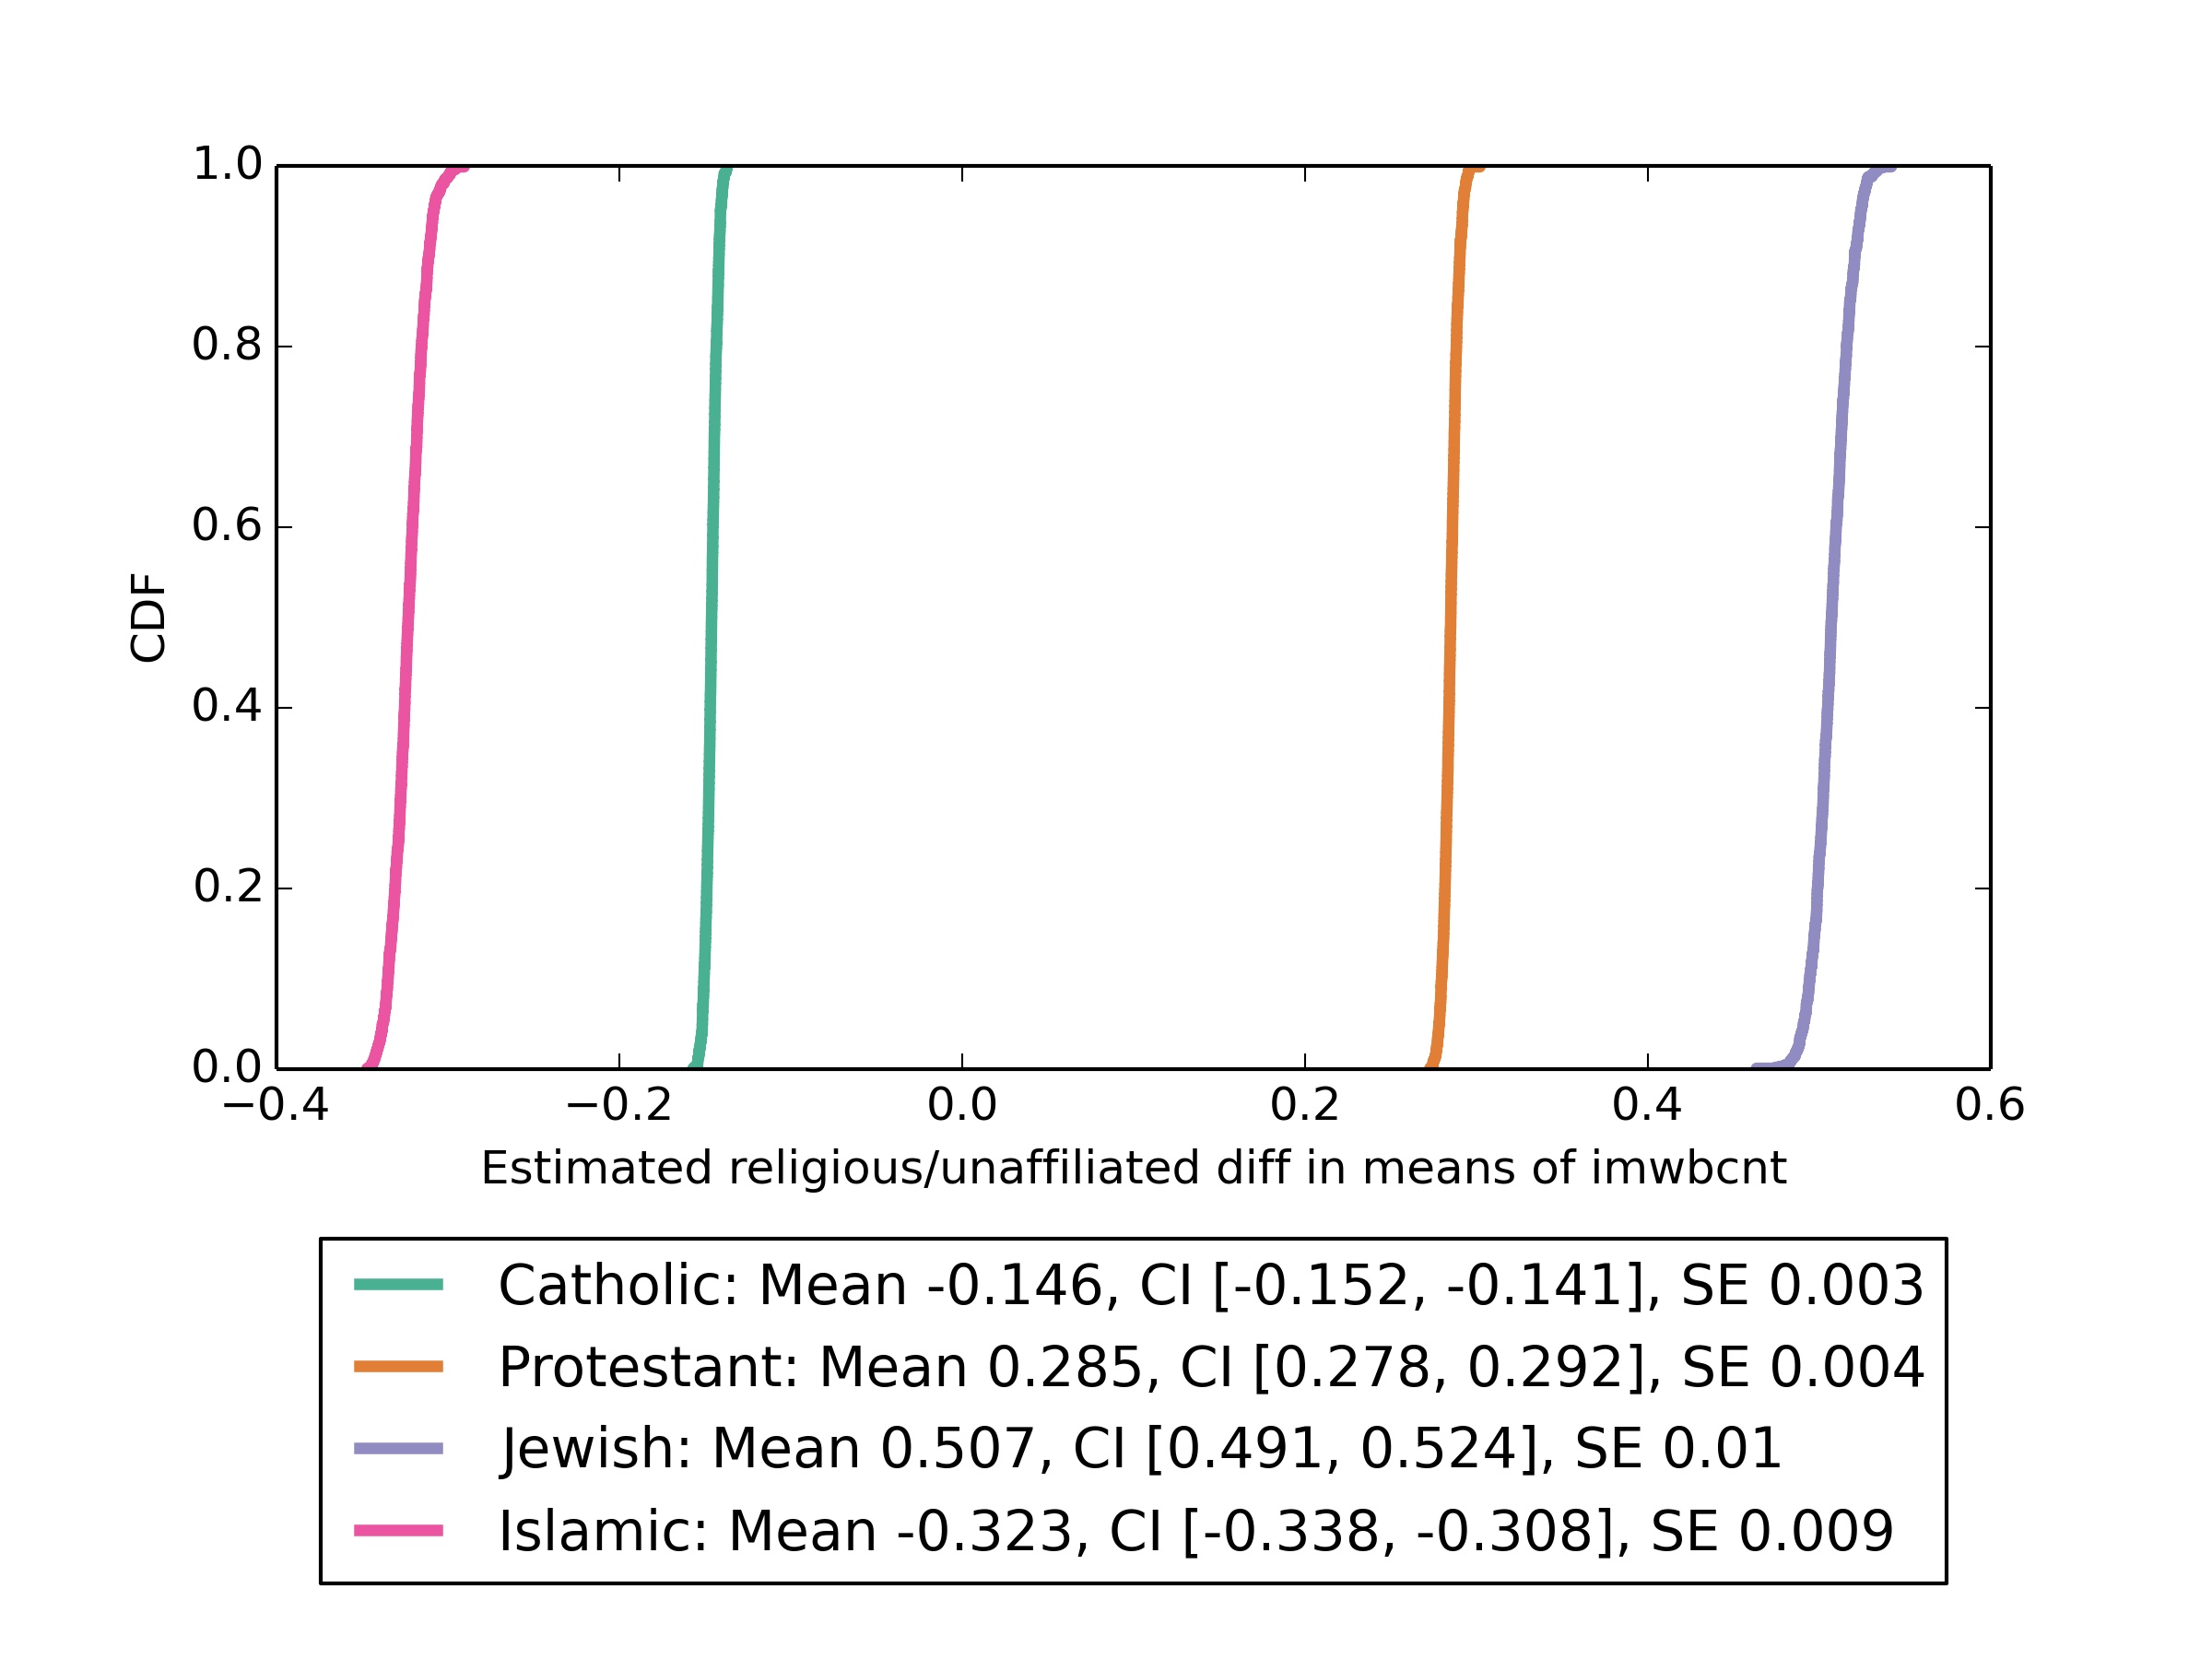 1.0
0.8
0.6
0.4
0.2
0.0
CDF
−0.4 −0.2 0.0 0.2 0.4 0.6
Estimated religious/unaffiliated diff in means of imwbcnt
Catholic: Mean -0.146, CI [-0.152, -0.141], SE 0.003
Protestant: Mean 0.285, CI [0.278, 0.292], SE 0.004
Jewish: Mean 0.507, CI [0.491, 0.524], SE 0.01
Islamic: Mean -0.323, CI [-0.338, -0.308], SE 0.009